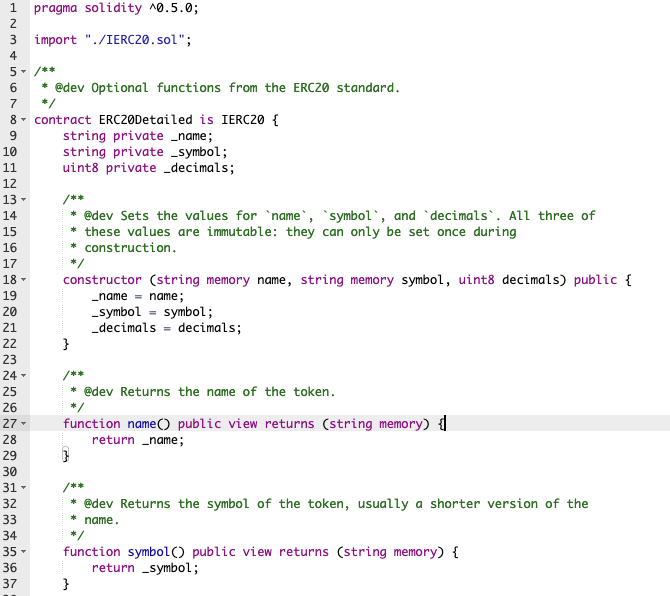 1 pragma solidity ^0.5.0;
2
3 import "./IERC20.sol";
4
5 /**
6  * @dev Optional functions from the ERC20 standard.
7  */
8 contract ERC20Detailed is IERC20 {
9     string private _name;
10     string private _symbol;
11     uint8 private _decimals;
12
13     /**
14      * @dev Sets the values for `name`, `symbol`, and `decimals`. All three of
15      * these values are immutable: they can only be set once during
16      * construction.
17      */
18     constructor (string memory name, string memory symbol, uint8 decimals) public {
19         _name = name;
20         _symbol = symbol;
21         _decimals = decimals;
22     }
23
24     /**
25      * @dev Returns the name of the token.
26      */
27     function name() public view returns (string memory) {
28         return _name;
29     }
30
31     /**
32      * @dev Returns the symbol of the token, usually a shorter version of the
33      * name.
34      */
35     function symbol() public view returns (string memory) {
36         return _symbol;
37     }